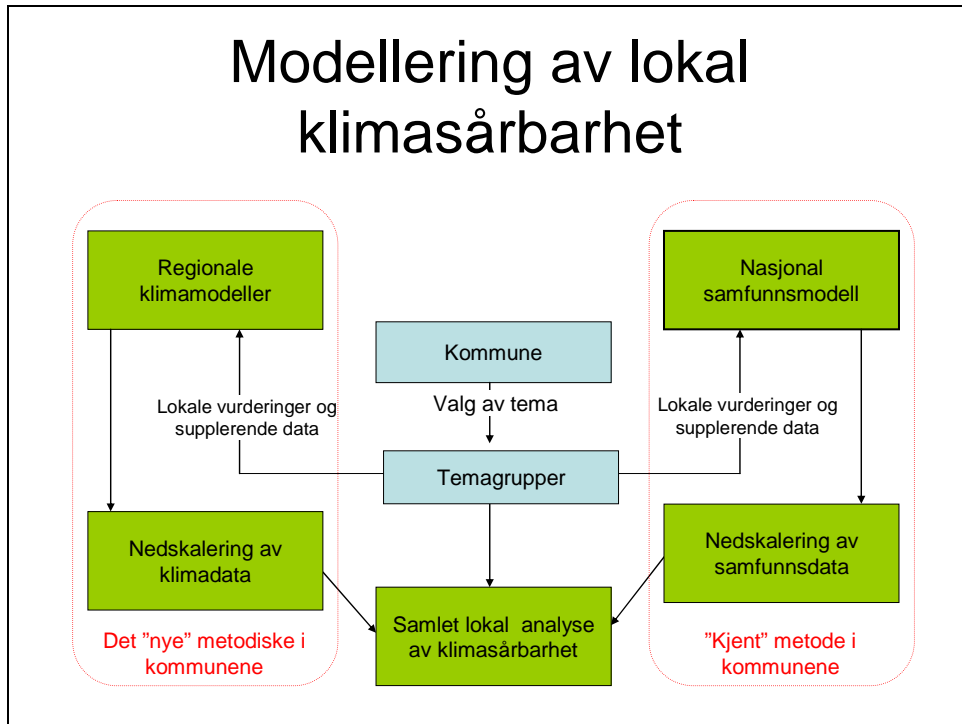 Modellering av lokal
klimasårbarhet
Regionale
klimamodeller
Nasjonal
samfunnsmodell
Kommune
Valg av tema
Lokale vurderinger og
supplerende data
Lokale vurderinger og
supplerende data
Temagrupper
Nedskalering av
klimadata
Nedskalering av
samfunnsdata
Samlet lokal analyse
av klimasårbarhet
Det ”nye” metodiske i
kommunene
”Kjent” metode i
kommunene